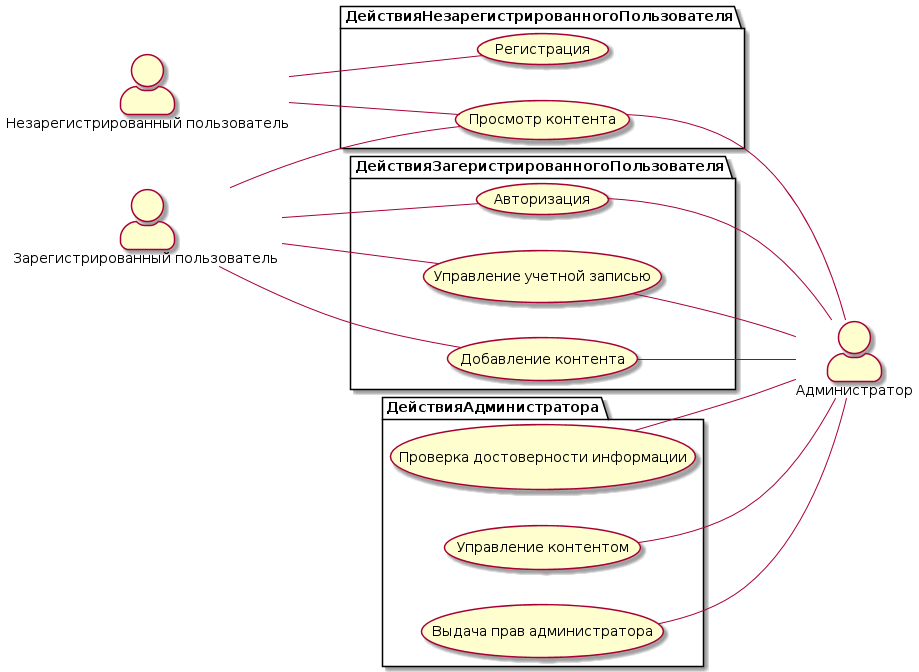 ДействияНезарегистрированногоПользователя
Регистрация
Просмотр контента
Незарегистрированный пользователь
ДействияЗагеристрированногоПользователя
Авторизация
Управление учетной записью
Добавление контента
Зарегистрированный пользователь
Администратор
ДействияАдминистратора
Проверка достоверности информации
Управление контентом
Выдача прав администратора